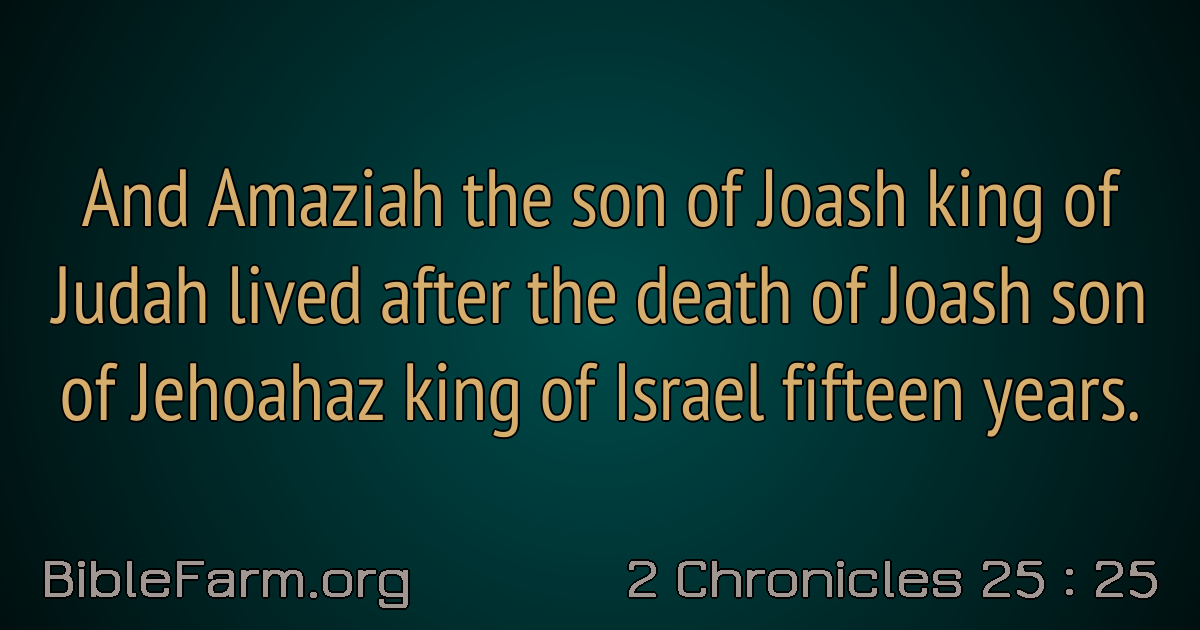 And Amaziah the son of Joash king of
Judah lived after the death of Joash son
of Jehoahaz king of Israel fifteen years.
BibleFarm.org
2 Chronicles 25 : 25